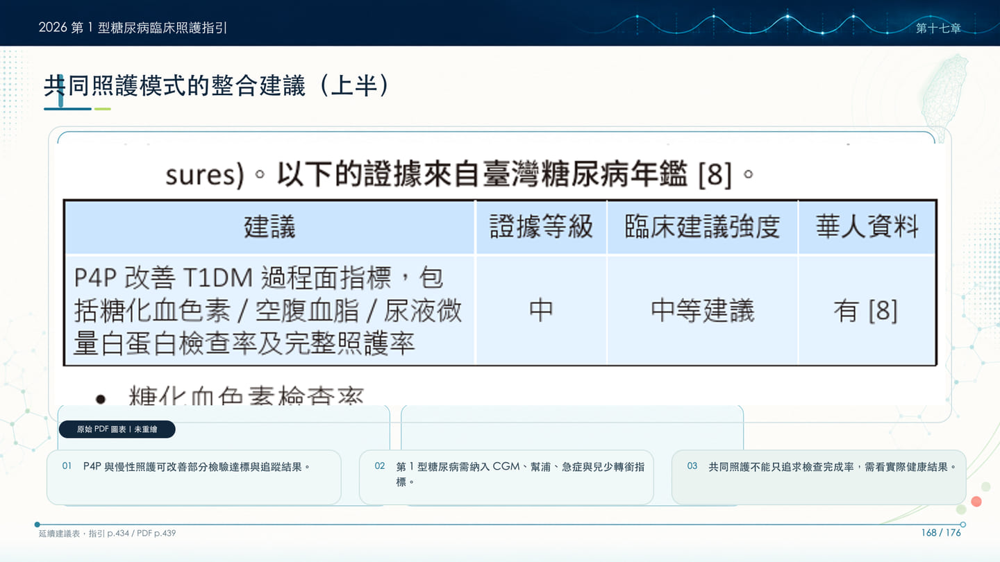 2026 第 1 型糖尿病臨床照護指引
第十七章
共同照護模式的整合建議（上半）
sures)。以下的證據來自臺灣糖尿病年鑑 [8]。
建議
證據等級
臨床建議強度
華人資料
P4P 改善 T1DM 過程面指標，包
括糖化血色素 / 空腹血脂 / 尿液微
量白蛋白檢查率及完整照護率
中
中等建議
有 [8]
• 糖化血色素檢查率
原始 PDF 圖表｜未重繪
01 P4P 與慢性照護可改善部分檢驗達標與追蹤結果。
02 第 1 型糖尿病需納入 CGM、幫浦、急症與兒少轉銜指
標。
03 共同照護不能只追求檢查完成率，需看實際健康結果。
延續建議表，指引 p.434 / PDF p.439
168 / 176